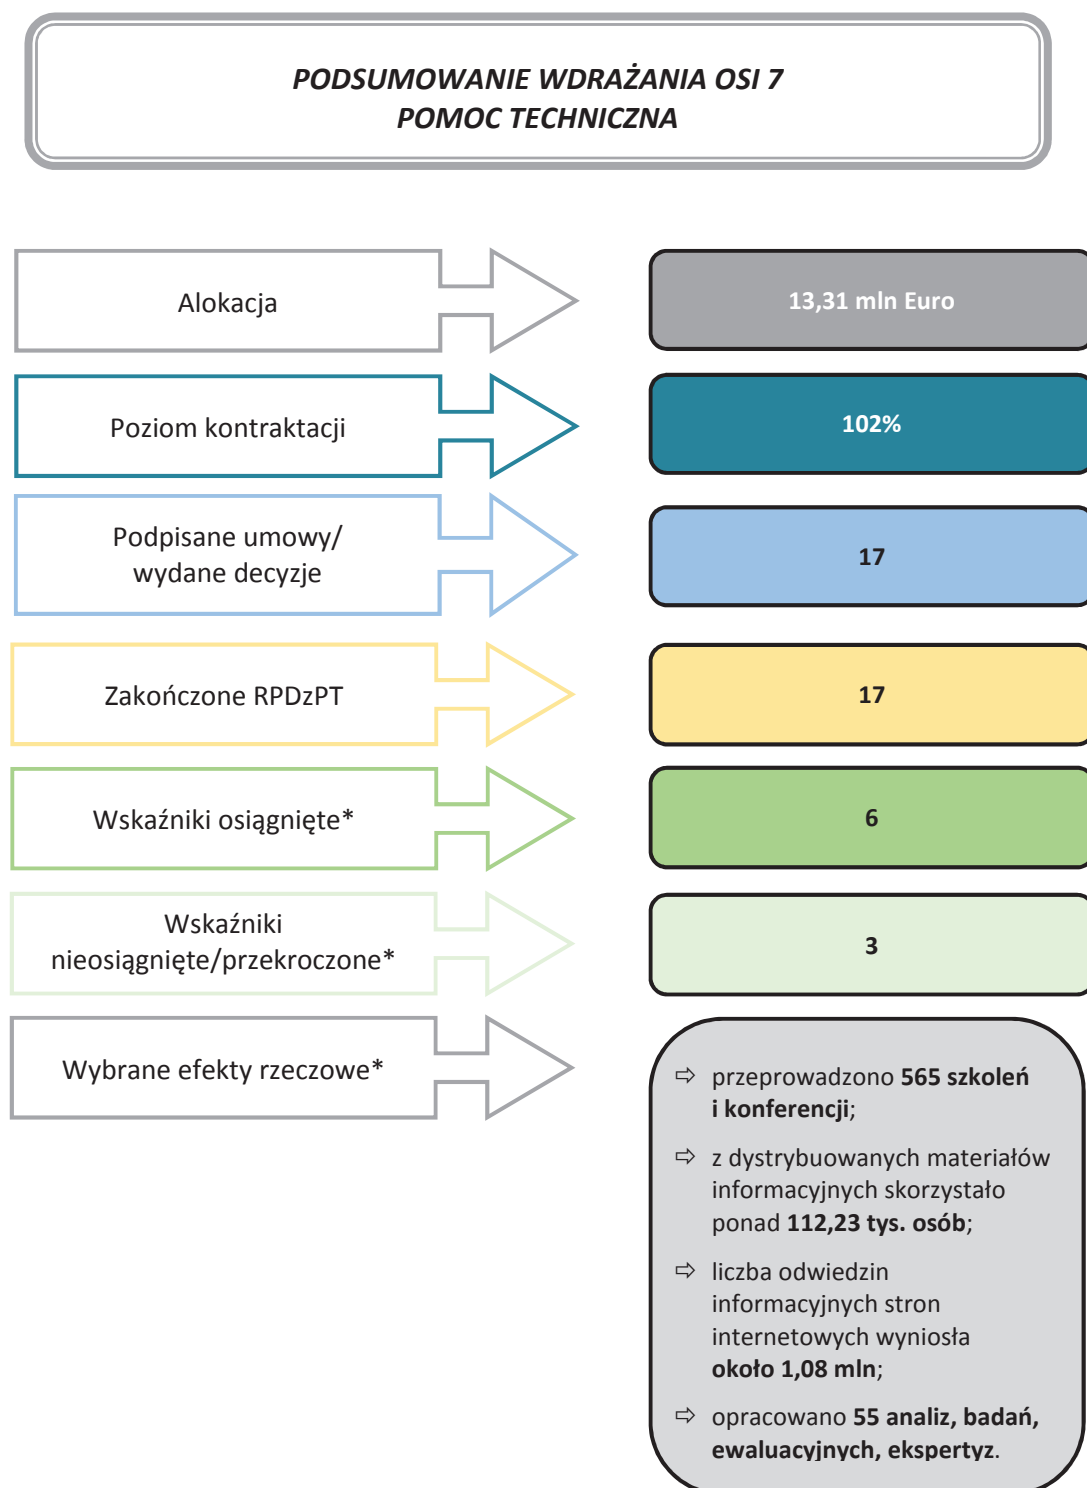 PODSUMOWANIE WDRAŻANIA OSI 7
POMOC TECHNICZNA
Alokacja
13,31 mln Euro
Poziom kontraktacji
102%
Podpisane umowy/
wydane decyzje
17
Zakończone RPDzPT
17
Wskaźniki osiągnięte*
6
Wskaźniki
nieosiągnięte/przekroczone*
3
Wybrane efekty rzeczowe*
⇨ przeprowadzono 565 szkoleń
i konferencji;
⇨ z dystrybuowanych materiałów
informacyjnych skorzystało
ponad 112,23 tys. osób;
⇨ liczba odwiedzin
informacyjnych stron
internetowych wyniosła
około 1,08 mln;
⇨ opracowano 55 analiz, badań,
ewaluacyjnych, ekspertyz.